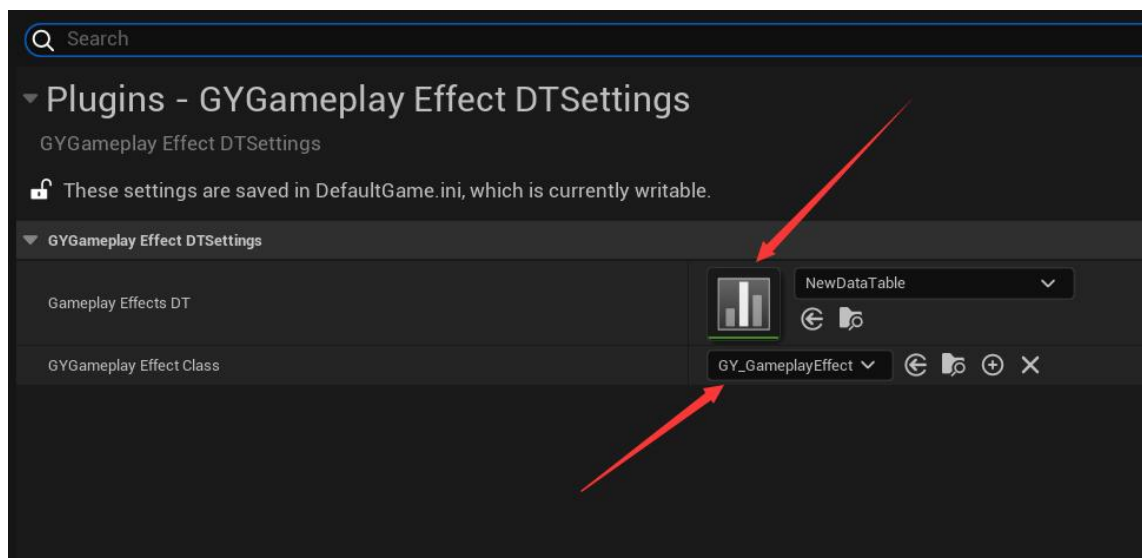 Search
Plugins - GYGameplay Effect DTSettings
GYGameplay Effect DTSettings
These settings are saved in DefaultGame.ini, which is currently writable.
GYGameplay Effect DTSettings
Gameplay Effects DT
NewDataTable
GYGameplay Effect Class
GY_GameplayEffect